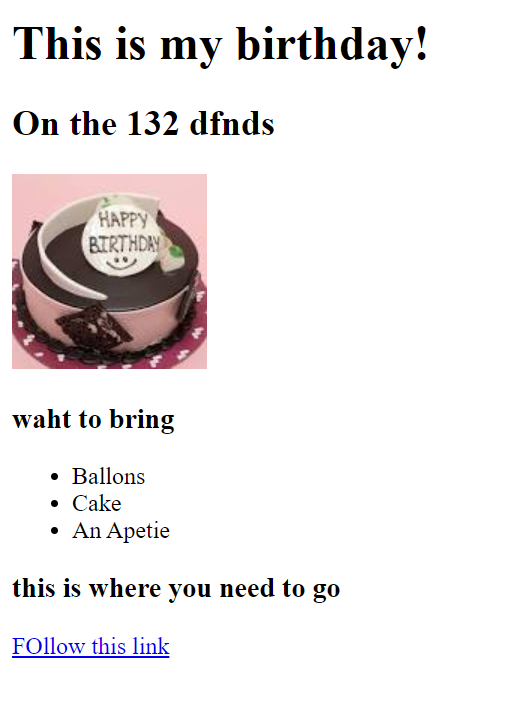 This is my birthday!
On the 132 dfnds
HAPPY
BIRTHDAY
waht to bring
Ballons
Cake
An Apetie
this is where you need to go
FOllow this link